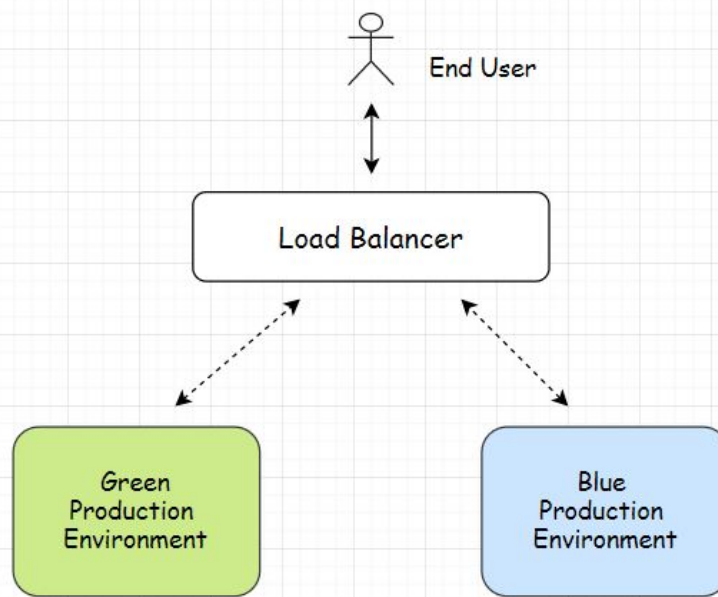 End User
Load Balancer
Green
Production
Environment
Blue
Production
Environment